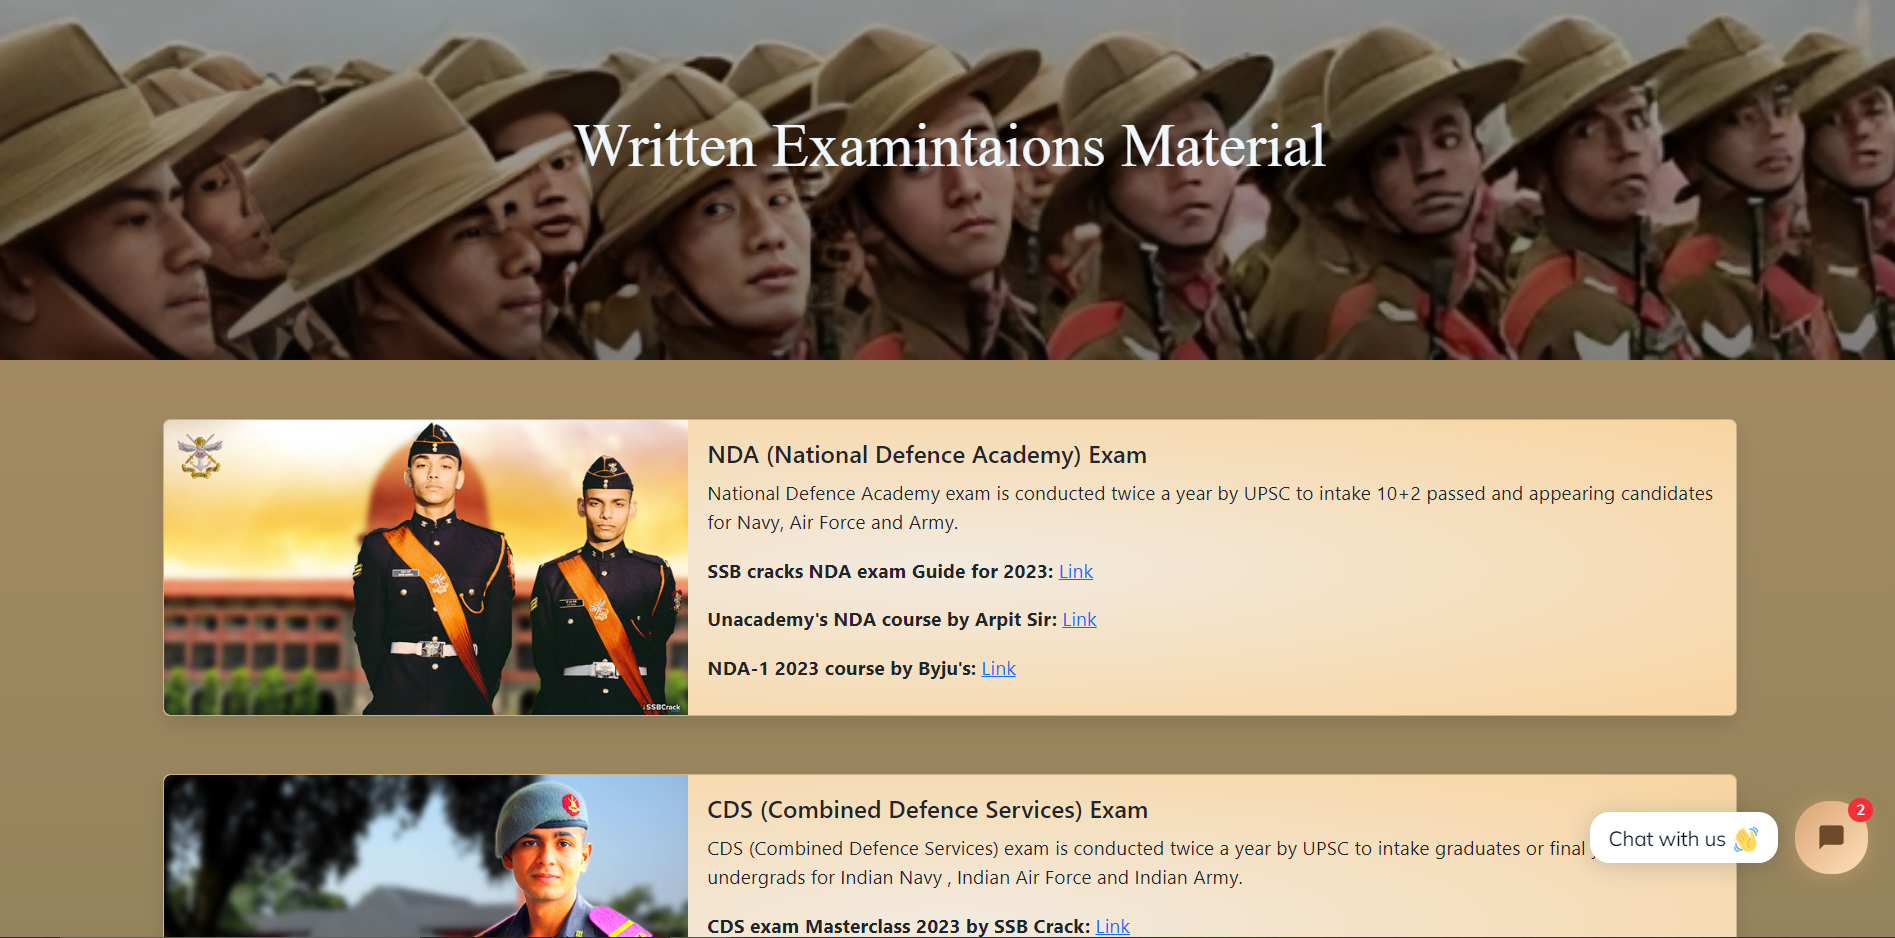 Written Examintaions Material
NDA (National Defence Academy) Exam
National Defence Academy exam is conducted twice a year by UPSC to intake 10+2 passed and appearing candidates
for Navy, Air Force and Army.
SSB cracks NDA exam Guide for 2023: Link
Unacademy's NDA course by Arpit Sir: Link
NDA-1 2023 course by Byju's: Link
SSBCrack
CDS (Combined Defence Services) Exam
CDS (Combined Defence Services) exam is conducted twice a year by UPSC to intake graduates or final
undergrads for Indian Navy , Indian Air Force and Indian Army.
CDS exam Masterclass 2023 by SSB Crack: Link
Chat with us 👋
2